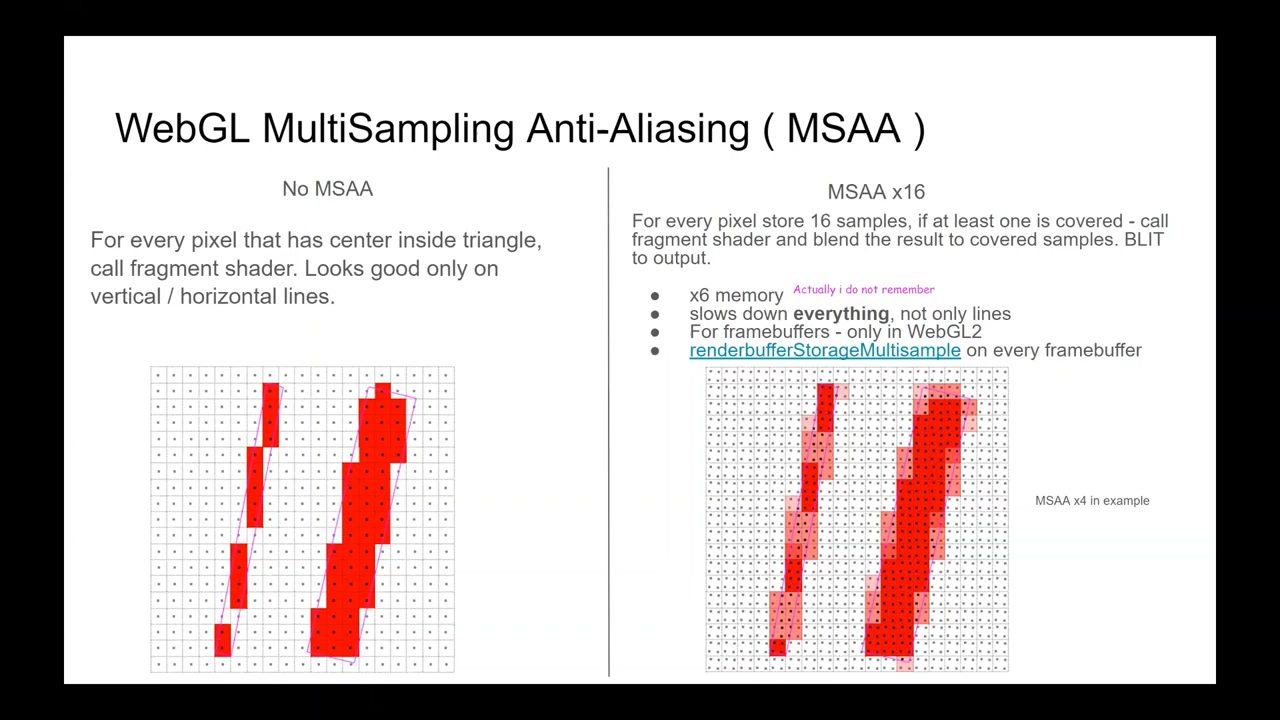 WebGL MultiSampling Anti-Aliasing ( MSAA )
No MSAA
For every pixel that has center inside triangle,
call fragment shader. Looks good only on
vertical / horizontal lines.
MSAA x16
For every pixel store 16 samples, if at least one is covered - call
fragment shader and blend the result to covered samples. BLIT
to output.
● x6 memory Actually i do not remember
● slows down everything, not only lines
● For framebuffers - only in WebGL2
● renderbufferStorageMultisample on every framebuffer
MSAA x4 in example